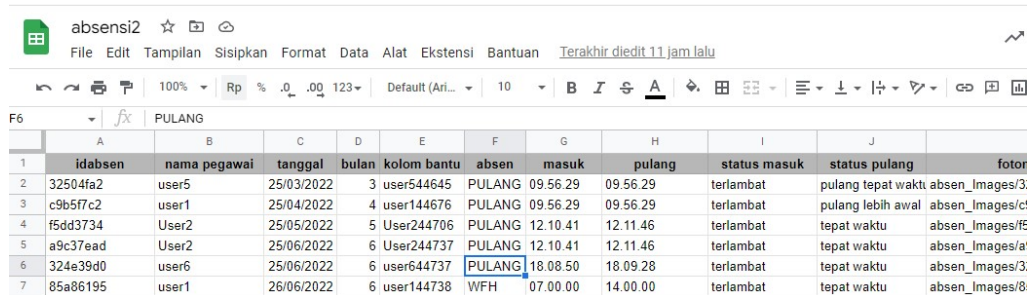 absensi2
File Edit Tampilan Sisipkan Format Data Alat Ekstensi Bantuan Terakhir diedit 11 jam lalu
100% Rp % .0 .00 123 Default (Ari... 10 B I S A
F6 fx PULANG
A B C D E F G H I J
1 idabsen nama pegawai tanggal bulan kolom bantu absen masuk pulang status masuk status pulang fotor
2 32504fa2 user5 25/03/2022 3 user544645 PULANG 09.56.29 09.56.29 terlambat pulang tepat waktu absen_Images/3
3 c9b5f7c2 user1 25/04/2022 4 user144676 PULANG 09.56.29 09.56.29 terlambat pulang lebih awal absen_Images/c
4 f5dd3734 User2 25/05/2022 5 User244706 PULANG 12.10.41 12.11.46 terlambat tepat waktu absen_Images/f5
5 a9c37ead User2 25/06/2022 6 User244737 PULANG 12.10.41 12.11.46 terlambat tepat waktu absen_Images/a
6 324e39d0 user6 25/06/2022 6 user644737 PULANG 18.08.50 18.09.28 terlambat tepat waktu absen_Images/3
7 85a86195 user1 26/06/2022 6 user144738 WFH 07.00.00 14.00.00 terlambat tepat waktu absen_Images/8